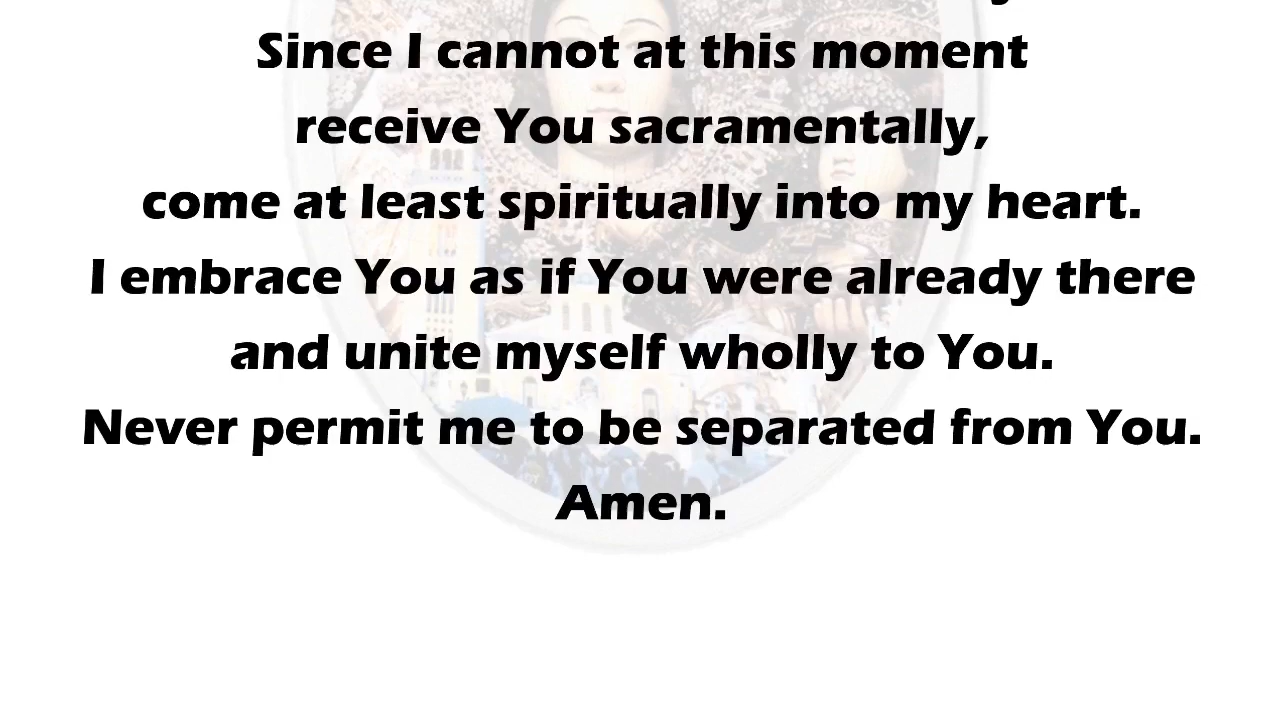 Since I cannot at this moment
receive You sacramentally,
come at least spiritually into my heart.
I embrace You as if You were already there
and unite myself wholly to You.
Never permit me to be separated from You.
Amen.